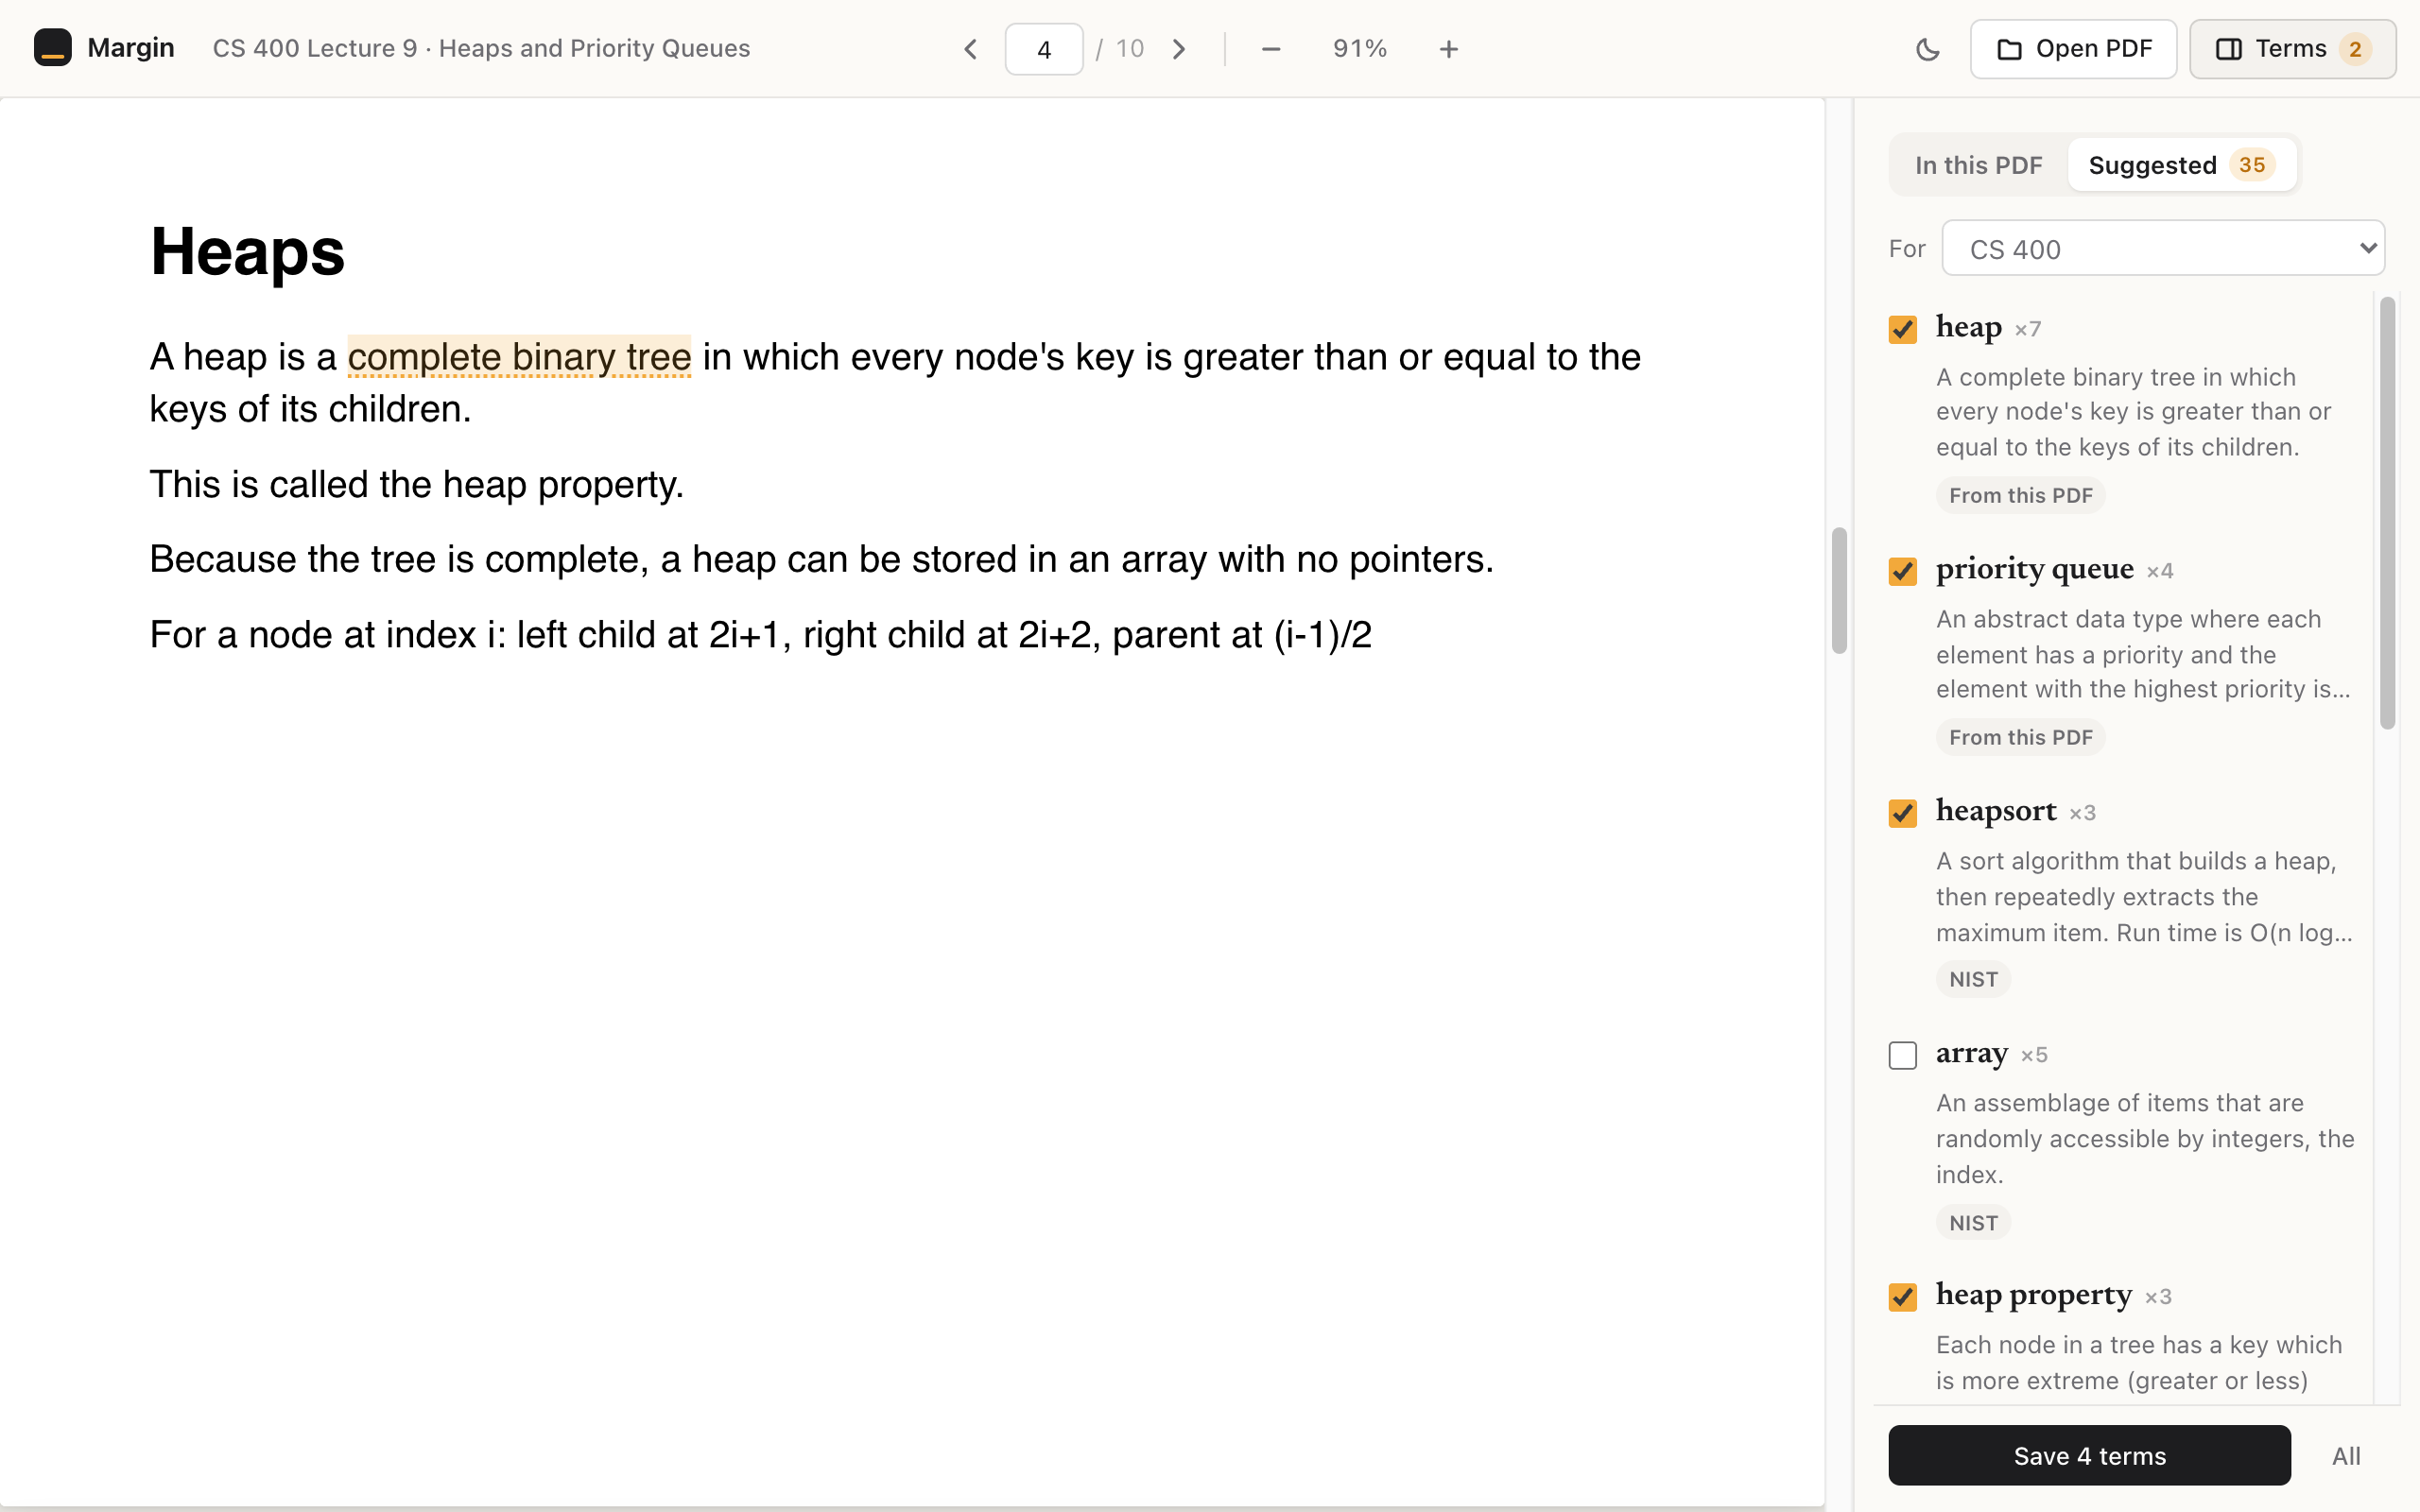 Margin
CS 400 Lecture 9 · Heaps and Priority Queues
4 / 10
91%
Open PDF
Terms 2
Heaps
A heap is a complete binary tree in which every node's key is greater than or equal to the
keys of its children.
This is called the heap property.
Because the tree is complete, a heap can be stored in an array with no pointers.
For a node at index i: left child at 2i+1, right child at 2i+2, parent at (i-1)/2
In this PDF
Suggested 35
For CS 400
heap ×7
A complete binary tree in which
every node's key is greater than or
equal to the keys of its children.
From this PDF
priority queue ×4
An abstract data type where each
element has a priority and the
element with the highest priority is...
From this PDF
heapsort ×3
A sort algorithm that builds a heap,
then repeatedly extracts the
maximum item. Run time is O(n log...
NIST
array ×5
An assemblage of items that are
randomly accessible by integers, the
index.
NIST
heap property ×3
Each node in a tree has a key which
is more extreme (greater or less)
Save 4 terms
All